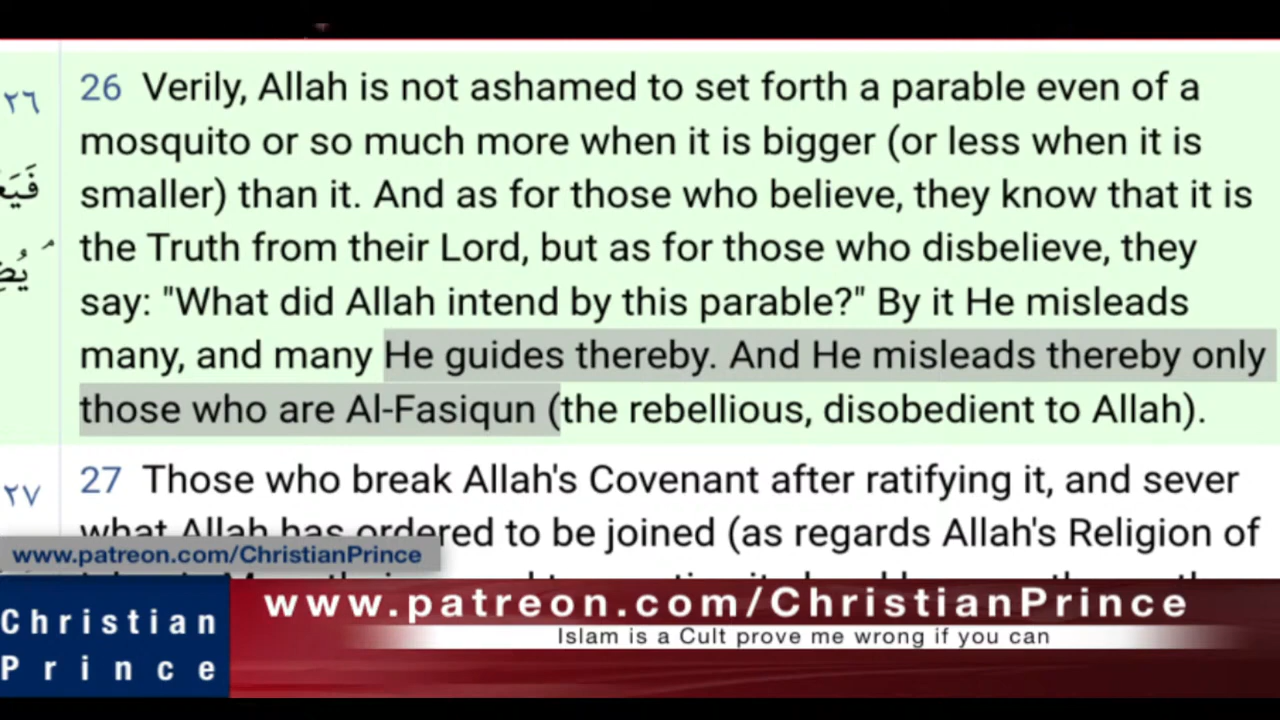 26 Verily, Allah is not ashamed to set forth a parable even of a
٢٦
mosquito or so much more when it is bigger (or less when it is
smaller) than it. And as for those who believe, they know that it is
the Truth from their Lord, but as for those who disbelieve, they
say: "What did Allah intend by this parable?" By it He misleads
many, and many He guides thereby. And He misleads thereby only
those who are Al-Fasiqun (the rebellious, disobedient to Allah).
27 Those who break Allah's Covenant after ratifying it, and sever
٢٧
what Allah has ordered to be joined (as regards Allah's Religion of
www.patreon.com/ChristianPrince
www.patreon.com/ChristianPrince
Islam is a Cult prove me wrong if you can
Christian
Prince